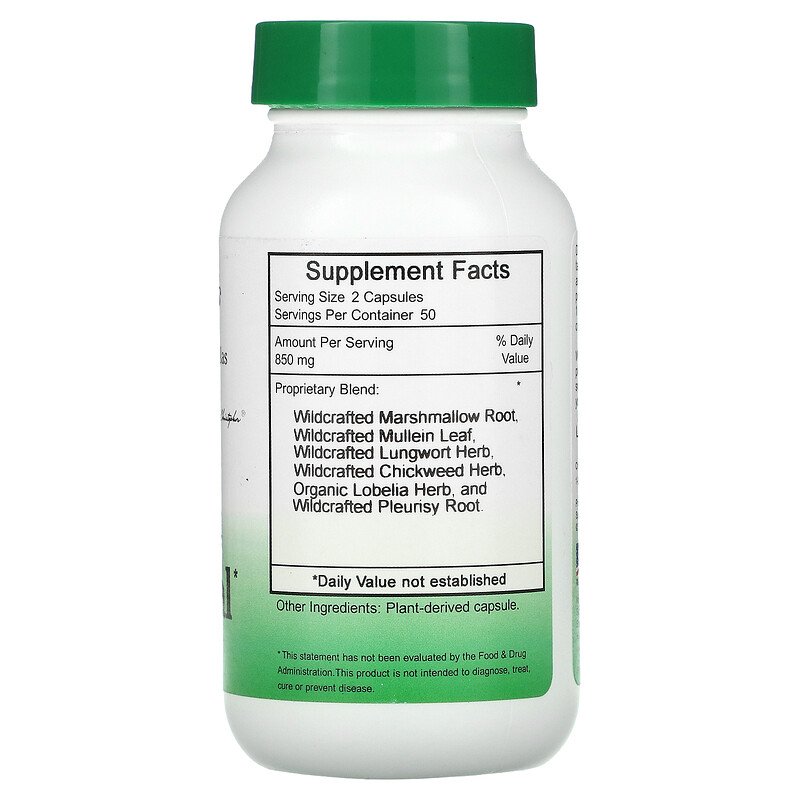 Supplement Facts
Serving Size 2 Capsules
Servings Per Container 50
Amount Per Serving % Daily
850 mg Value
Proprietary Blend: *
Wildcrafted Marshmallow Root,
Wildcrafted Mullein Leaf,
Wildcrafted Lungwort Herb,
Wildcrafted Chickweed Herb,
Organic Lobelia Herb, and
Wildcrafted Pleurisy Root.
*Daily Value not established
Other Ingredients: Plant-derived capsule.
*This statement has not been evaluated by the Food & Drug
Administration.This product is not intended to diagnose, treat,
cure or prevent disease.